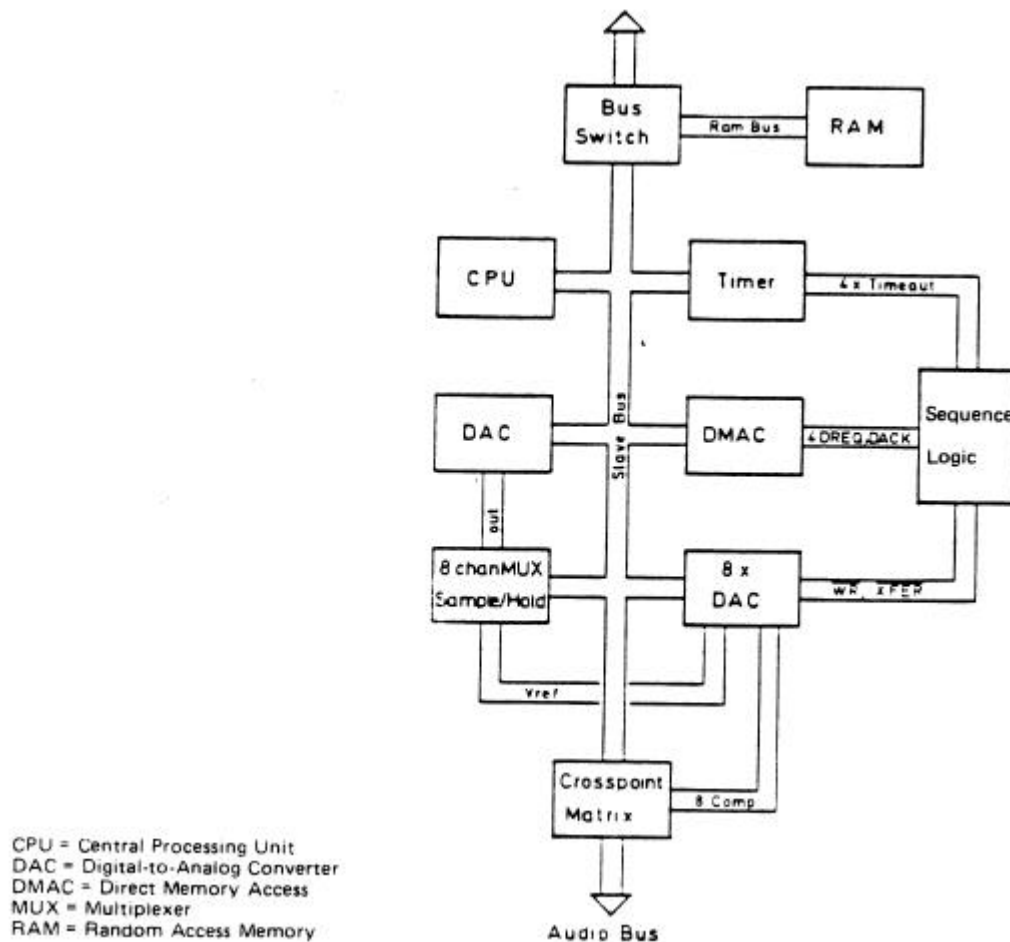 Bus
Switch
Ram Bus
RAM
CPU
Timer
4 x Timeout
Slave Bus
DAC
DMAC
4 DREQ, DACK
Sequence
Logic
out
8 chan MUX
Sample/Hold
8 x
DAC
WR, XFER
Vref
Crosspoint
Matrix
8 Comp
CPU = Central Processing Unit
DAC = Digital-to-Analog Converter
DMAC = Direct Memory Access
MUX = Multiplexer
RAM = Random Access Memory
Audio Bus